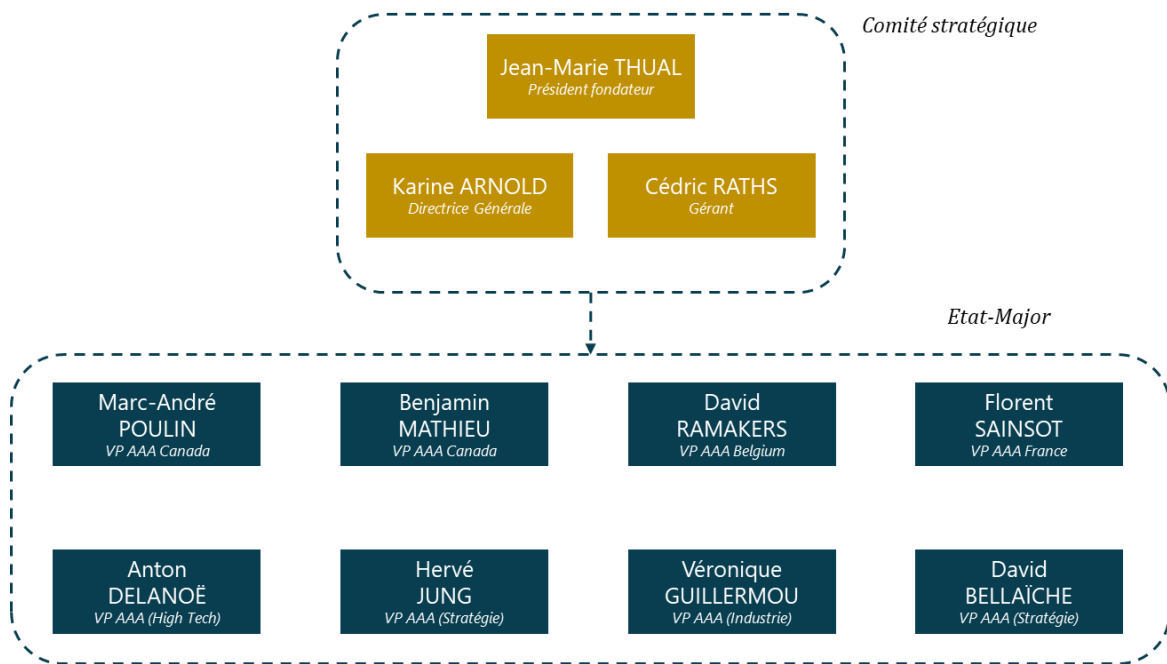 Comité stratégique
Jean-Marie THUAL
Président fondateur
Karine ARNOLD
Directrice Générale
Cédric RATHS
Gérant
Etat-Major
Marc-André
POULIN
VP AAA Canada
Benjamin
MATHIEU
VP AAA Canada
David
RAMAKERS
VP AAA Belgium
Florent
SAINSOT
VP AAA France
Anton
DELANOË
VP AAA (High Tech)
Hervé
JUNG
VP AAA (Stratégie)
Véronique
GUILLERMOU
VP AAA (Industrie)
David
BELLAÏCHE
VP AAA (Stratégie)